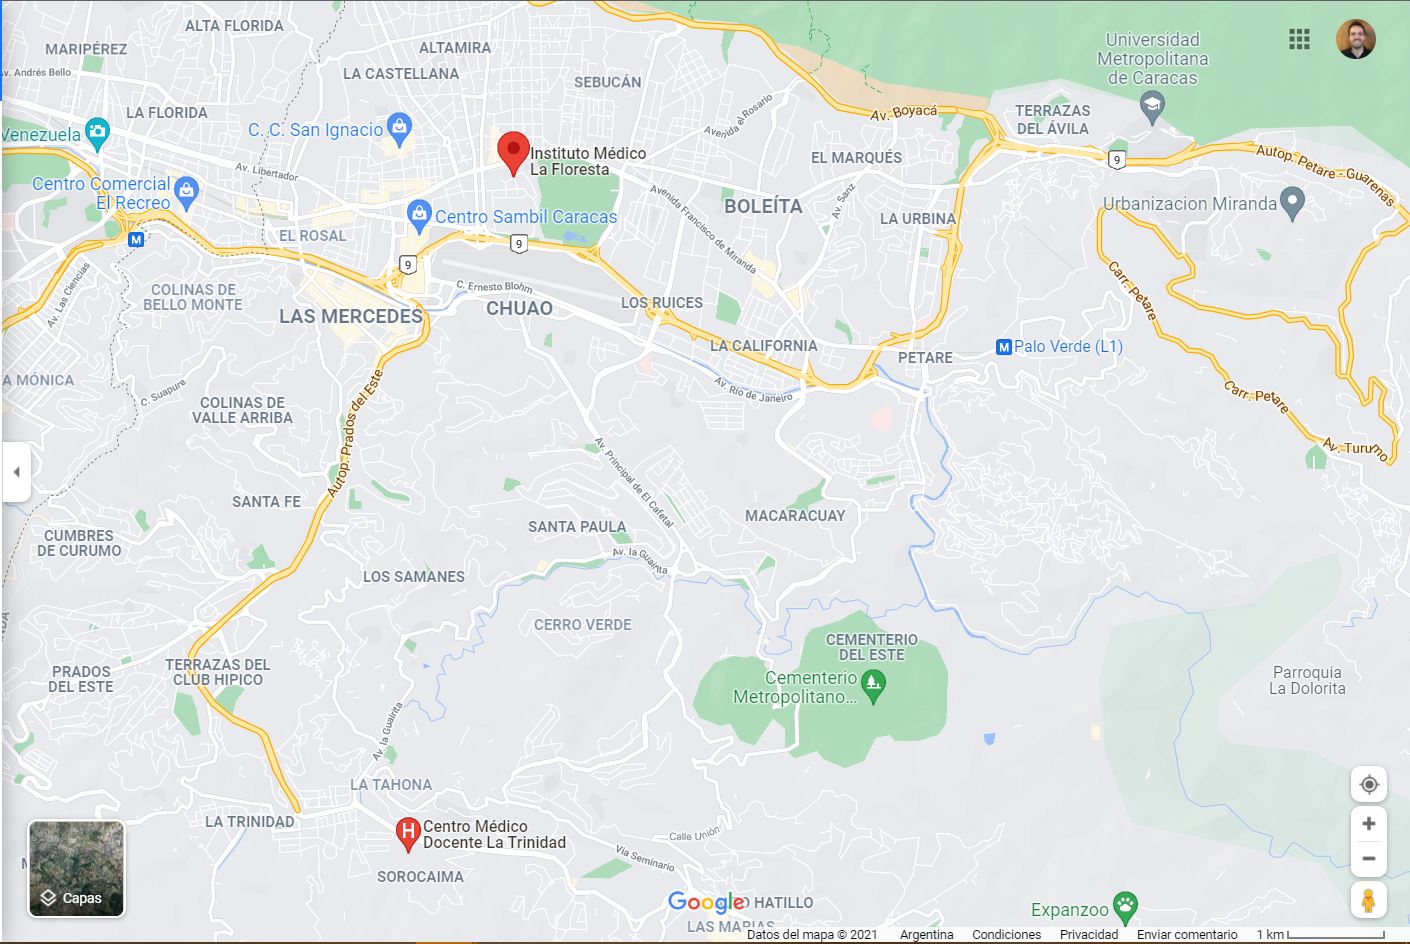 ALTA FLORIDA
MARIPÉREZ
ALTAMIRA
LA CASTELLANA
SEBUCÁN
Universidad
Metropolitana
de Caracas
v. Andrés Bello
LA FLORIDA
C. C. San Ignacio
Avenida el Rosario
Av. Boyacá
TERRAZAS
DEL ÁVILA
Venezuela
Av. Libertador
Instituto Médico
La Floresta
EL MARQUÉS
9
Autop. Petare - Guarenas
Centro Comercial
El Recreo
Centro Sambil Caracas
Avenida Francisco de Miranda
BOLEÍTA
Av. Sanz
LA URBINA
Urbanizacion Miranda
EL ROSAL
M
9
9
Av. Las Ciencias
COLINAS DE
BELLO MONTE
C. Ernesto Blohm
Carr. Petare
LAS MERCEDES
CHUAO
LOS RUICES
LA CALIFORNIA
PETARE
M
Palo Verde (L1)
A MÓNICA
C. Suapure
Autop. Prados del Este
Av. Río de Janeiro
Carr. Petare
COLINAS DE
VALLE ARRIBA
Av. Turumo
Av. Principal de El Cafetal
SANTA FE
SANTA PAULA
MACARACUAY
CUMBRES
DE CURUMO
Av. la Guairita
LOS SAMANES
CERRO VERDE
CEMENTERIO
DEL ESTE
PRADOS
DEL ESTE
TERRAZAS DEL
CLUB HIPICO
Cementerio
Metropolitano...
Parroquia
La Dolorita
Av. la Guairita
LA TAHONA
LA TRINIDAD
H
Centro Médico
Docente La Trinidad
Calle Unión
Vía Seminario
SOROCAIMA
Capas
Google
O HATILLO
LAS MARIAS
Expanzoo
Datos del mapa © 2021
Argentina
Condiciones
Privacidad
Enviar comentario
1 km